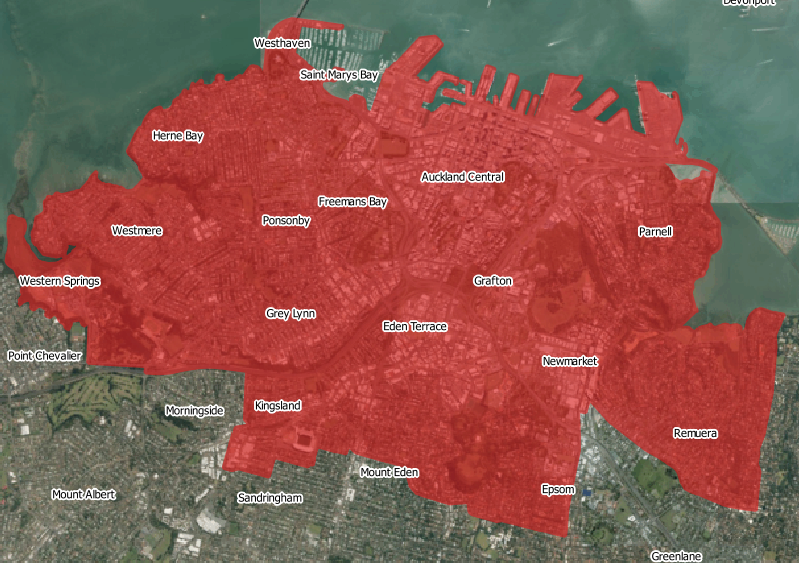 Devonport
Westhaven
Saint Marys Bay
Herne Bay
Auckland Central
Freemans Bay
Ponsonby
Westmere
Parnell
Western Springs
Grafton
Grey Lynn
Eden Terrace
Point Chevalier
Newmarket
Kingsland
Morningside
Remuera
Mount Eden
Epsom
Mount Albert
Sandringham
Greenlane